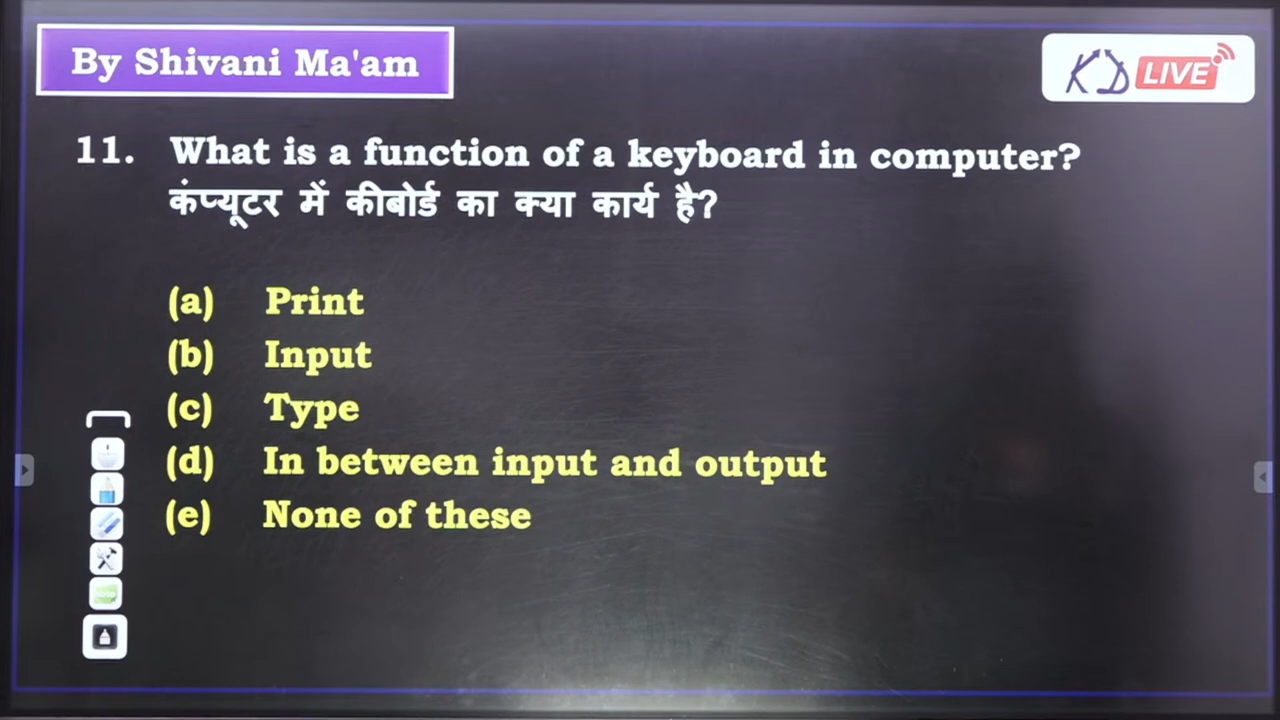 By Shivani Ma'am
KD LIVE
11. What is a function of a keyboard in computer?
कंप्यूटर में कीबोर्ड का क्या कार्य है?
(a) Print
(b) Input
(c) Type
(d) In between input and output
(e) None of these